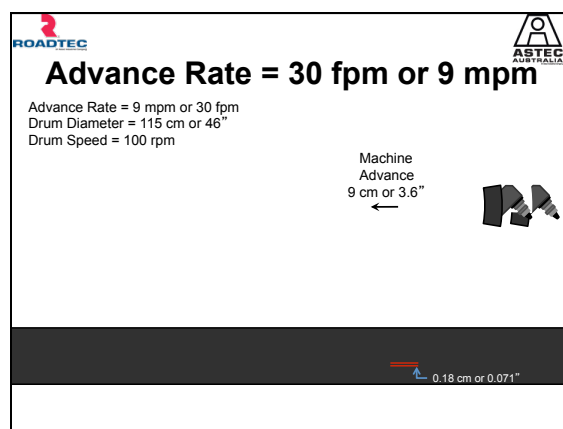 ROADTEC
ASTEC
AUSTRALIA
Advance Rate = 30 fpm or 9 mpm
Advance Rate = 9 mpm or 30 fpm
Drum Diameter = 115 cm or 46”
Drum Speed = 100 rpm
Machine
Advance
9 cm or 3.6”
0.18 cm or 0.071”